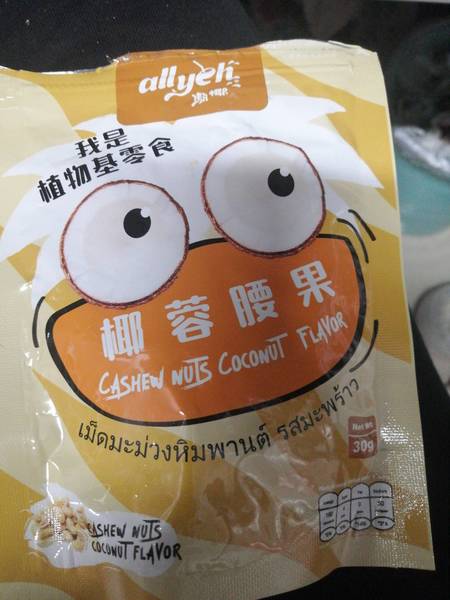 allyeh
我是
植物基零食
椰蓉腰果
CASHEW NUTS COCONUT FLAVOR
เม็ดมะม่วงหิมพานต์ รสมะพร้าว
Net Wt
30g
CASHEW NUTS
COCONUT FLAVOR